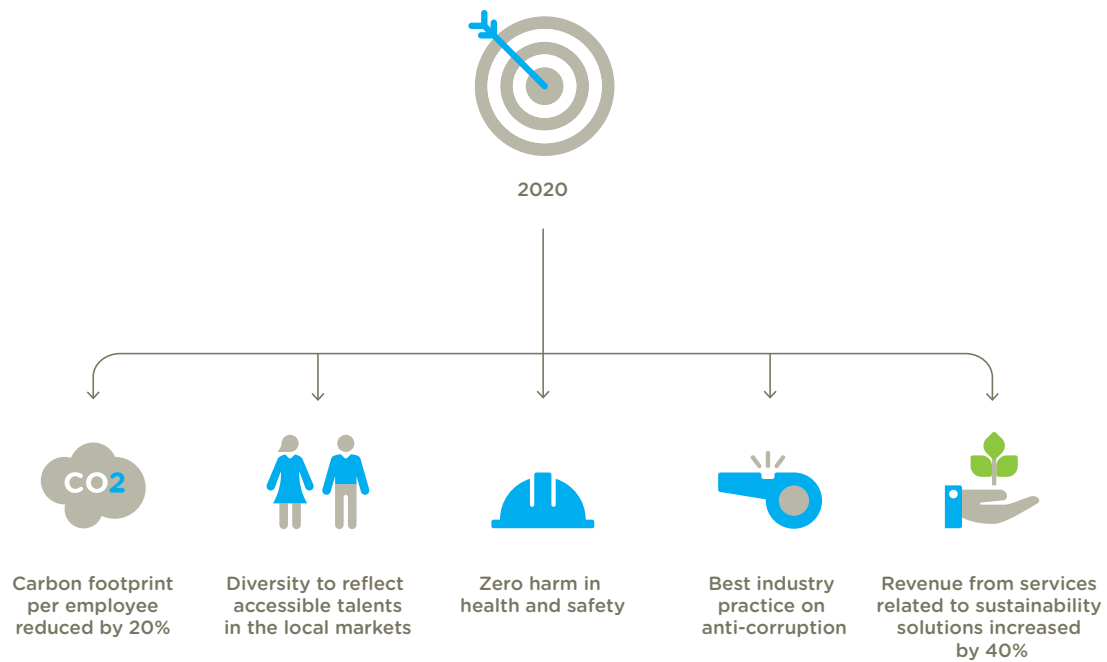 2020
CO2
Carbon footprint
per employee
reduced by 20%
Diversity to reflect
accessible talents
in the local markets
Zero harm in
health and safety
Best industry
practice on
anti-corruption
Revenue from services
related to sustainability
solutions increased
by 40%